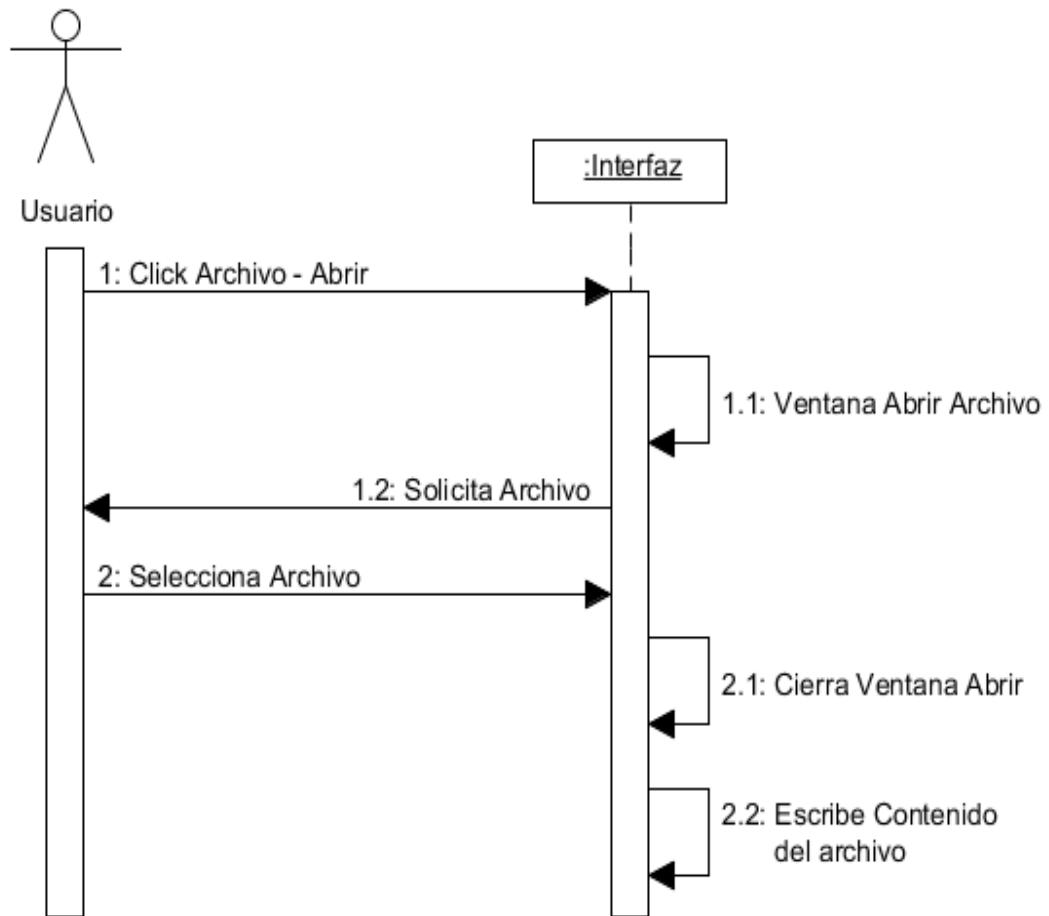 :Interfaz
Usuario
1: Click Archivo - Abrir
1.1: Ventana Abrir Archivo
1.2: Solicita Archivo
2: Selecciona Archivo
2.1: Cierra Ventana Abrir
2.2: Escribe Contenido
del archivo